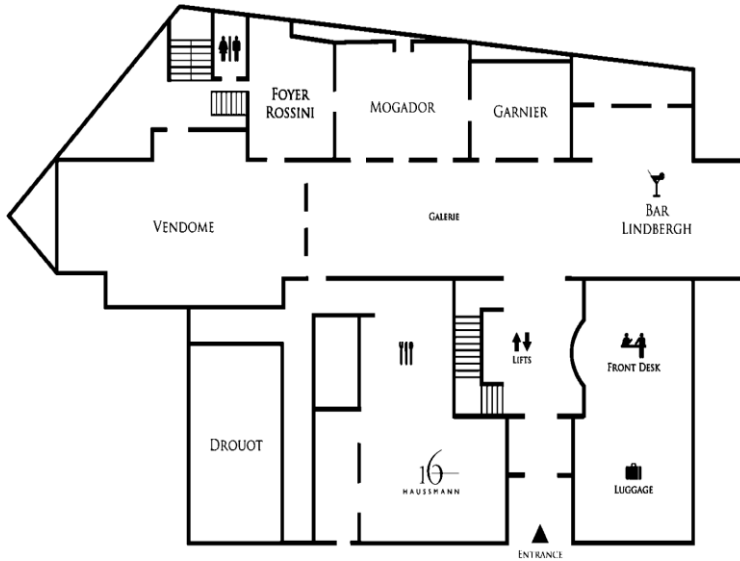 FOYER
ROSSINI
MOGADOR
GARNIER
VENDOME
GALERIE
BAR
LINDBERGH
LIFTS
FRONT DESK
DROUOT
16
HAUSSMANN
LUGGAGE
ENTRANCE